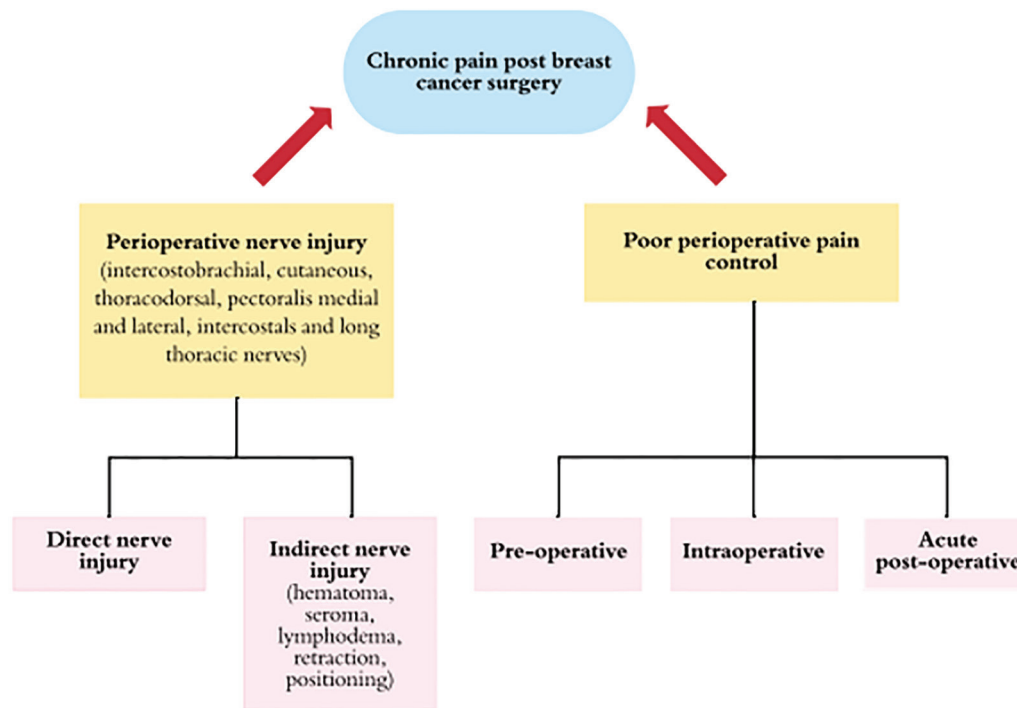 Chronic pain post breast
cancer surgery
Perioperative nerve injury
(intercostobrachial, cutaneous,
thoracodorsal, pectoralis medial
and lateral, intercostals and long
thoracic nerves)
Poor perioperative pain
control
Direct nerve
injury
Indirect nerve
injury
(hematoma,
seroma,
lymphodema,
retraction,
positioning)
Pre-operative
Intraoperative
Acute
post-operative